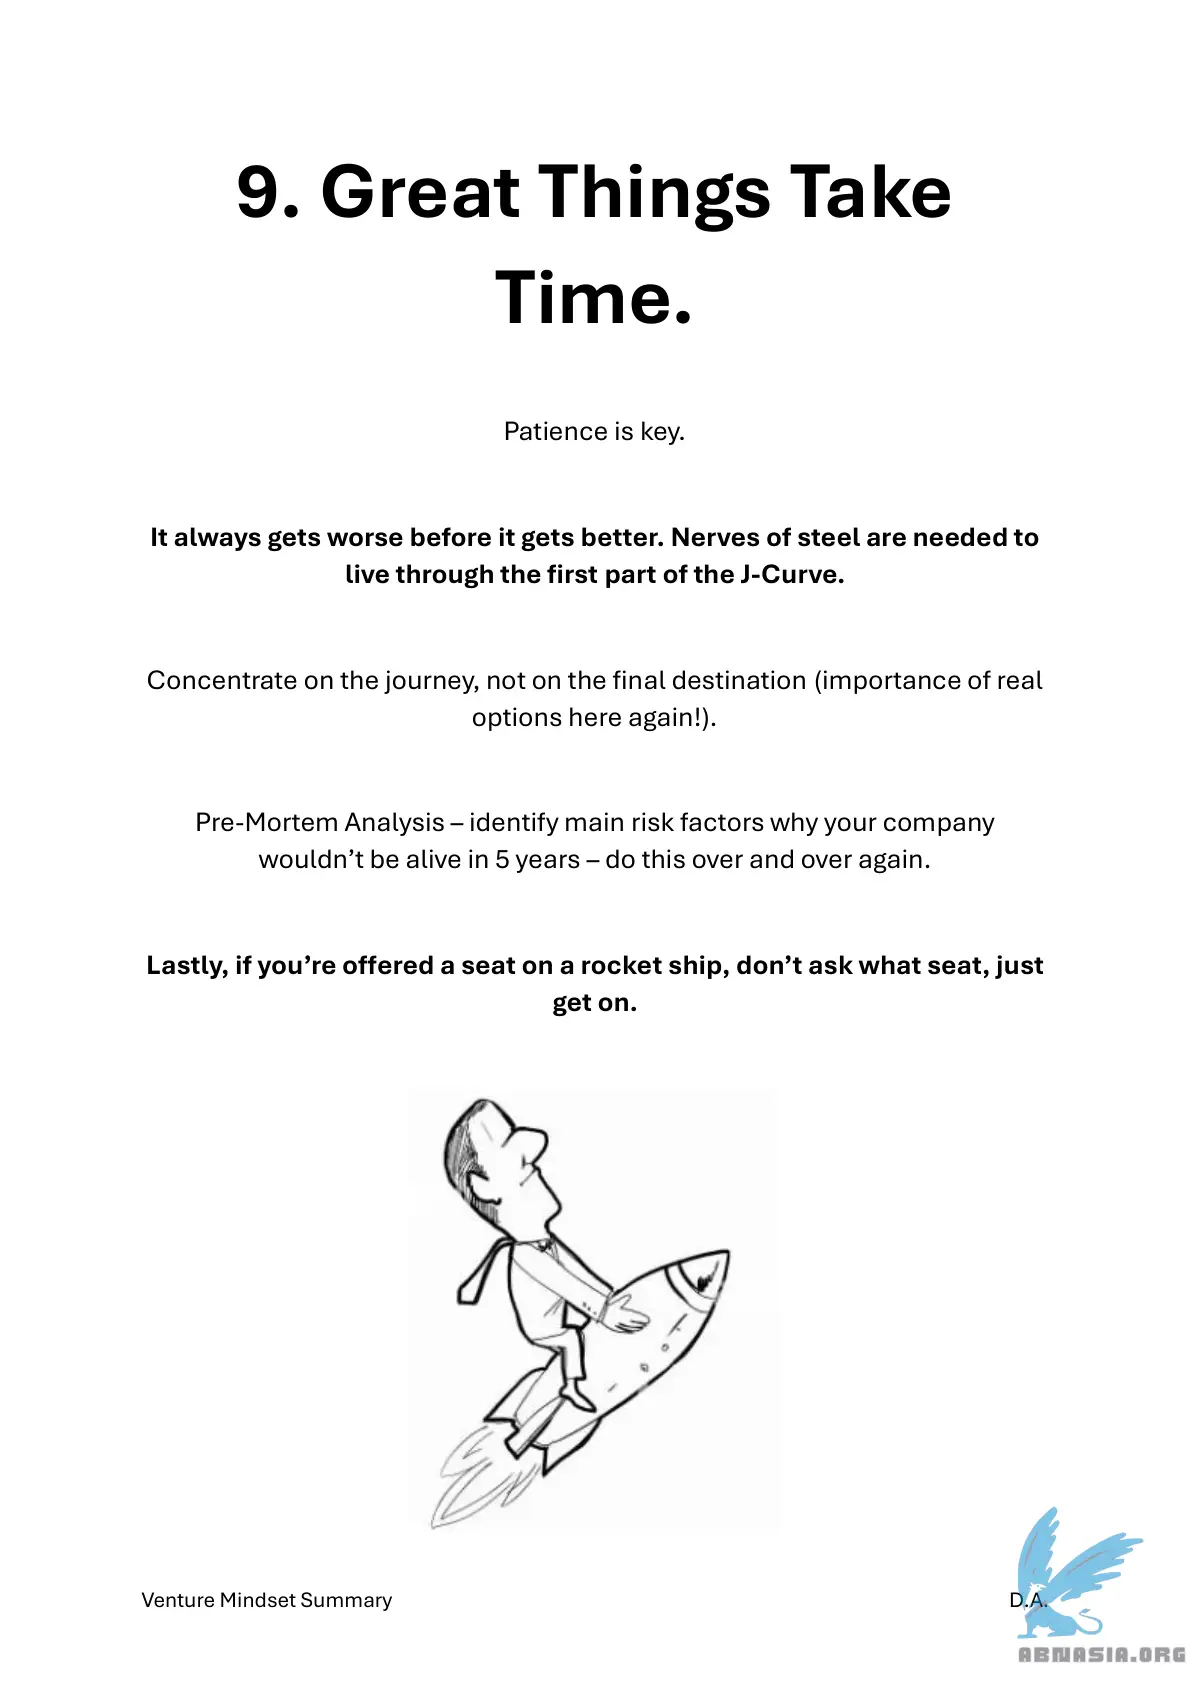 9. Great Things Take
Time.
Patience is key.
It always gets worse before it gets better. Nerves of steel are needed to
live through the first part of the J-Curve.
Concentrate on the journey, not on the final destination (importance of real
options here again!).
Pre-Mortem Analysis – identify main risk factors why your company
wouldn’t be alive in 5 years – do this over and over again.
Lastly, if you’re offered a seat on a rocket ship, don’t ask what seat, just
get on.
Venture Mindset Summary
D.A.
ABNASIA.ORG